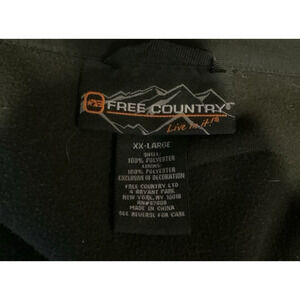 FREE COUNTRY®
Live in it!®
XX-LARGE
SHELL:
100% POLYESTER
LINING:
100% POLYESTER
EXCLUSIVE OF DECORATION
FREE COUNTRY LTD
4 BRYANT PARK
NEW YORK, NY 10018
MADE IN CHINA
SEE REVERSE FOR CARE